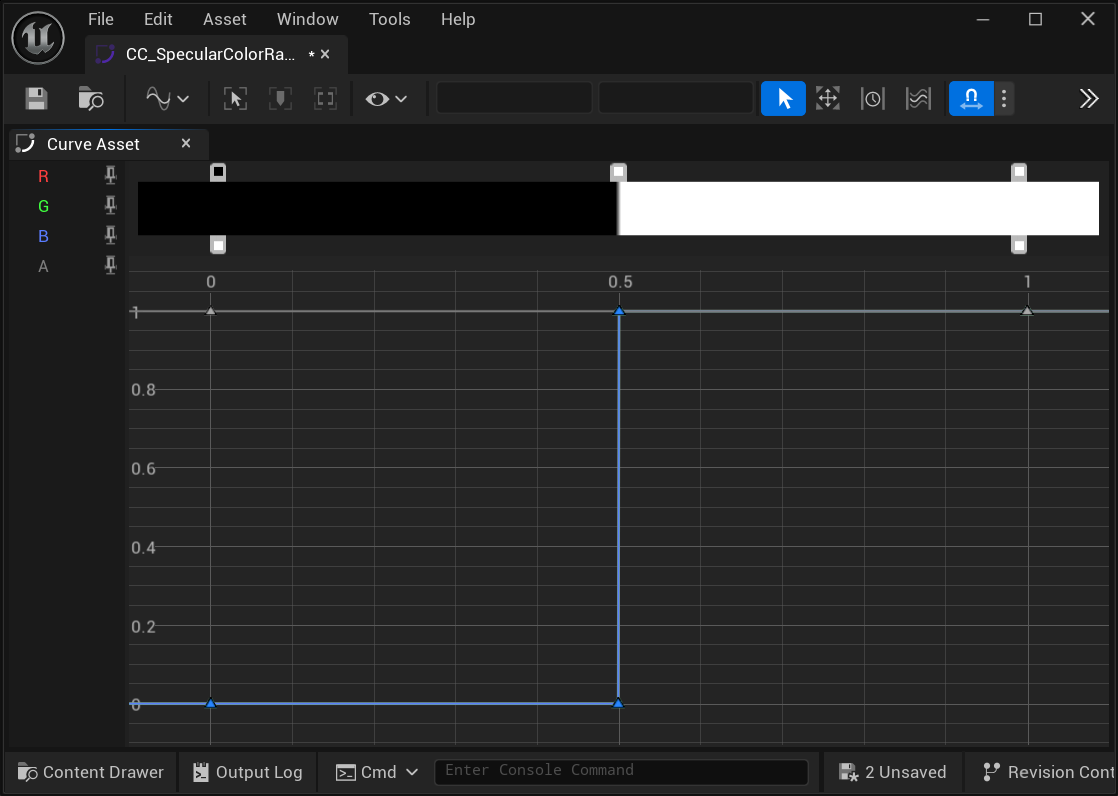 File Edit Asset Window Tools Help
CC_SpecularColorRa... *
Curve Asset
R
G
B
A
0 0.5 1
1
0.8
0.6
0.4
0.2
0
Content Drawer Output Log Cmd Enter Console Command 2 Unsaved Revision Cont